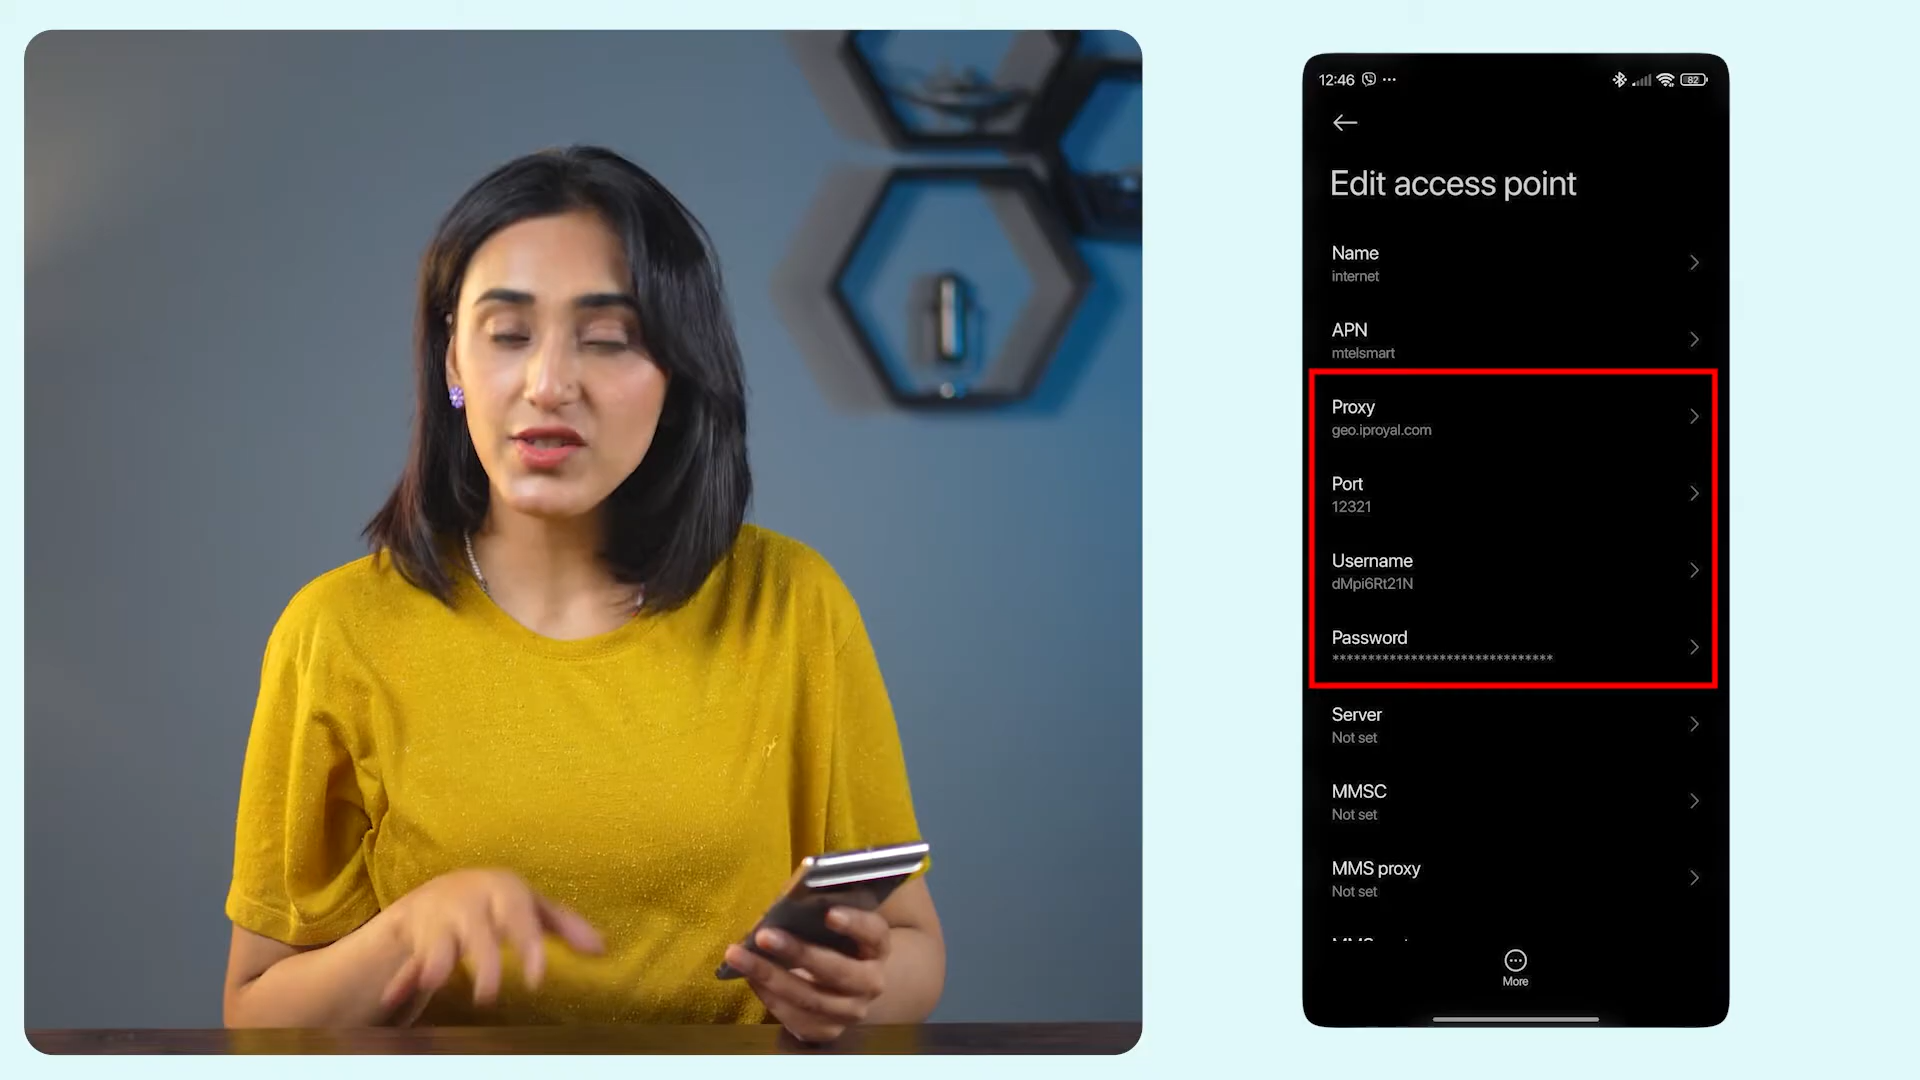 12:46
82
Edit access point
Name
internet
APN
mtelsmart
Proxy
geo.iproyal.com
Port
12321
Username
dMpi6Rt21N
Password
*******************************
Server
Not set
MMSC
Not set
MMS proxy
Not set
More